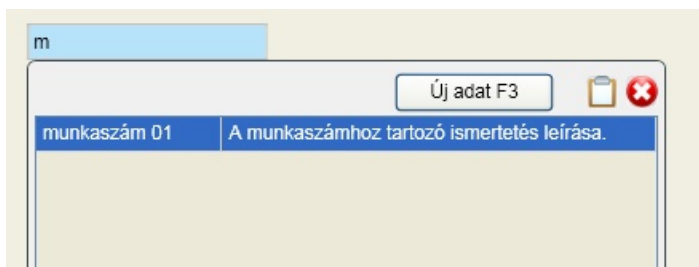 m
Új adat F3
munkaszám 01 A munkaszámhoz tartozó ismertetés leírása.